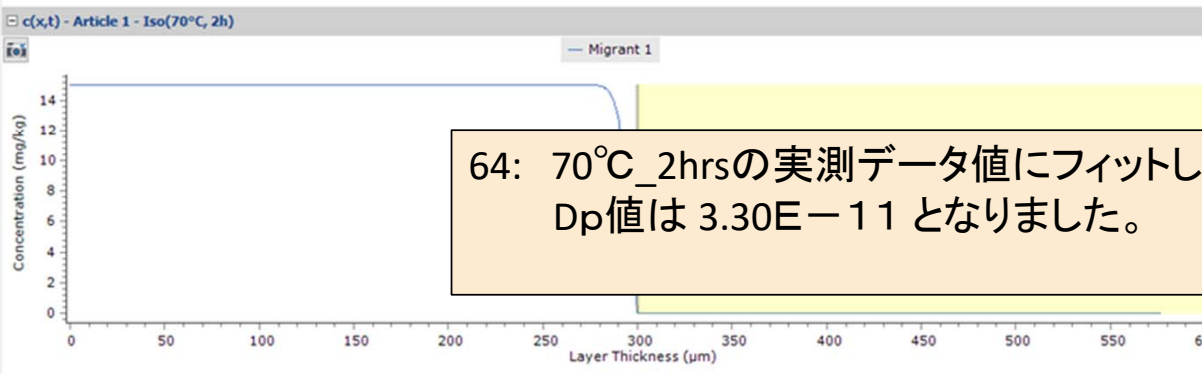 c(x,t) - Article 1 - Iso(70°C, 2h)
Migrant 1
Concentration (mg/kg)
14
12
10
8
6
4
2
0
64: 70℃_2hrsの実測データ値にフィットし
Dp値は 3.30E－１１ となりました。
0 50 100 150 200 250 300 350 400 450 500 550 6
Layer Thickness (µm)